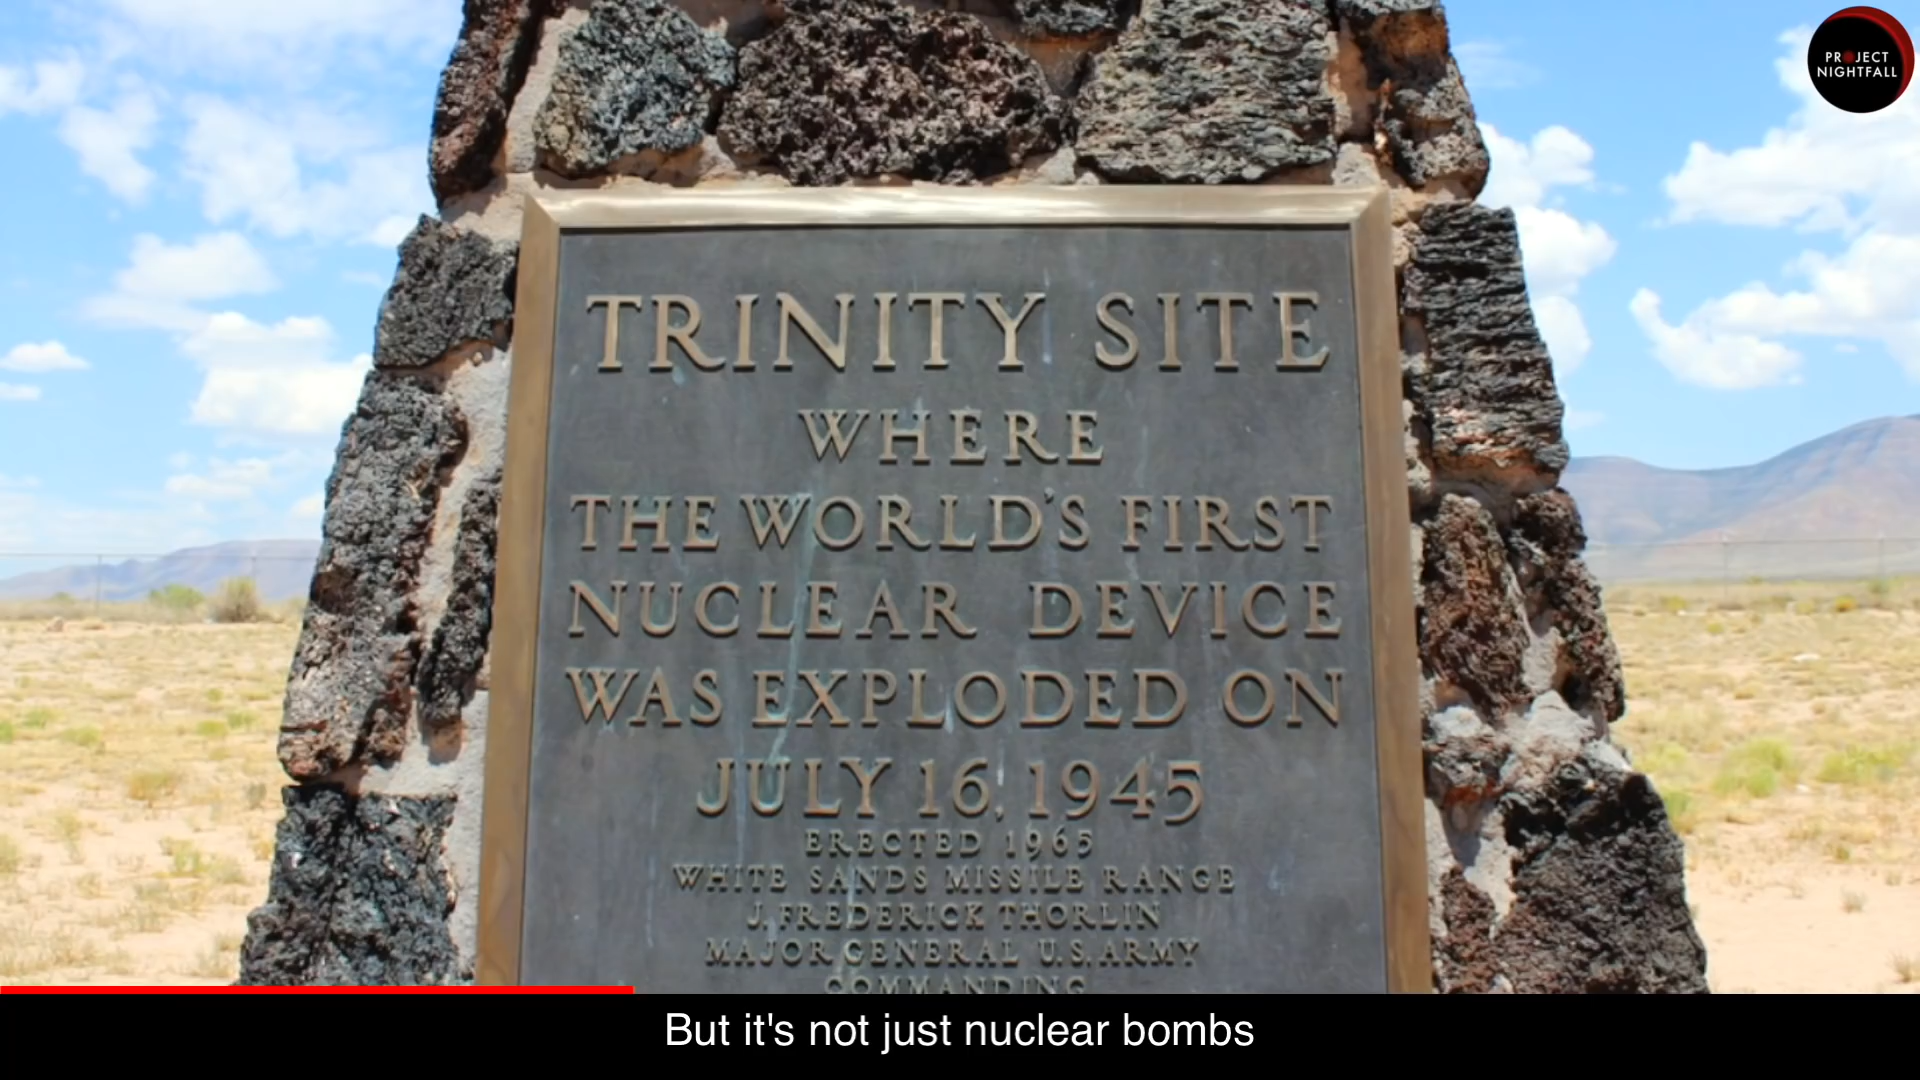 PROJECT
NIGHTFALL
TRINITY SITE
WHERE
THE WORLD'S FIRST
NUCLEAR DEVICE
WAS EXPLODED ON
JULY 16, 1945
ERECTED 1965
WHITE SANDS MISSILE RANGE
J. FREDERICK THORLIN
MAJOR GENERAL U.S. ARMY
COMMANDING
But it's not just nuclear bombs